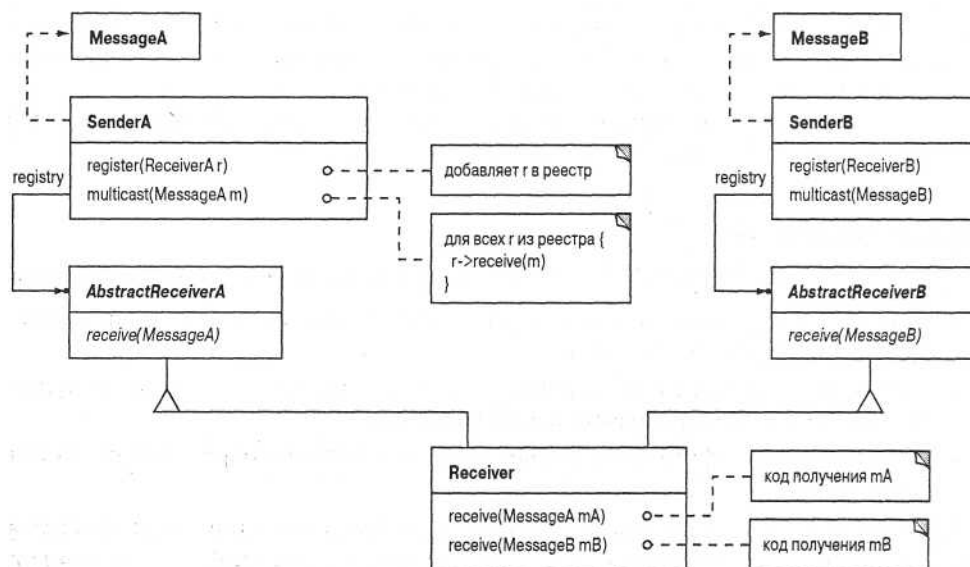 MessageA
MessageB
SenderA
register(ReceiverA r)
multicast(MessageA m)
registry
добавляет r в реестр
для всех r из реестра {
r->receive(m)
}
SenderB
register(ReceiverB)
multicast(MessageB)
registry
AbstractReceiverA
receive(MessageA)
AbstractReceiverB
receive(MessageB)
Receiver
receive(MessageA mA)
receive(MessageB mB)
код получения mA
код получения mB